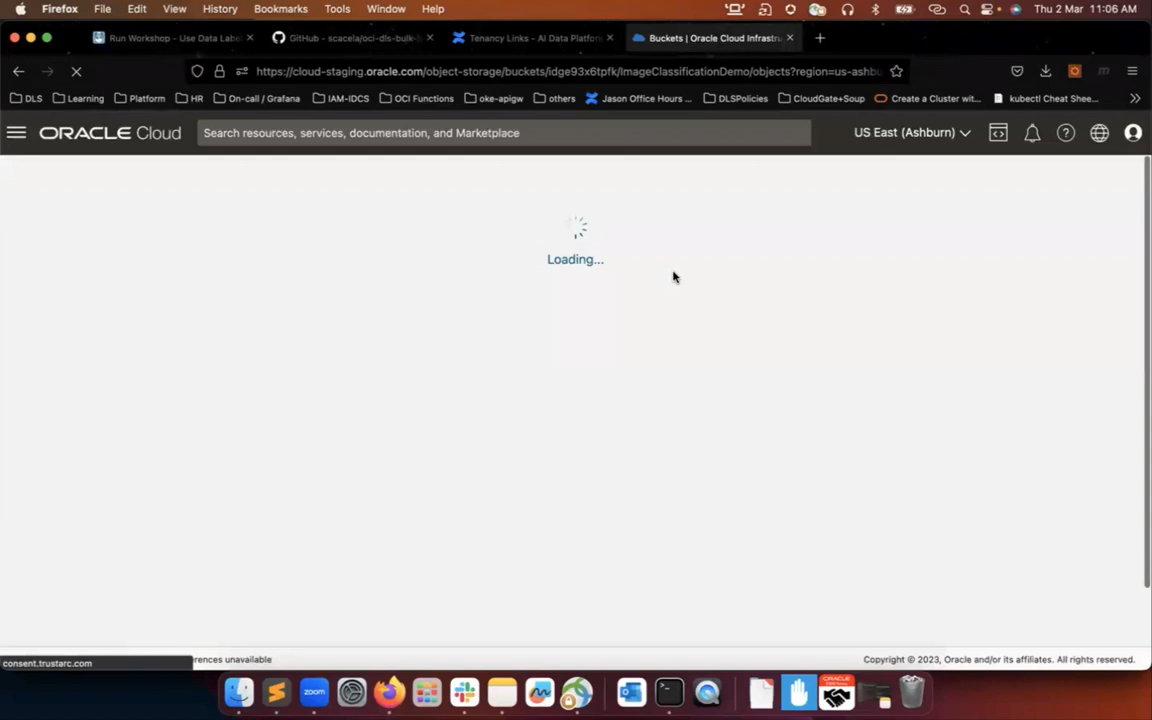 Firefox File Edit View History Bookmarks Tools Window Help Thu 2 Mar 11:06 AM
Run Workshop - Use Data Label GitHub - scacela/oci-dls-bulk- Tenancy Links - AI Data Platform Buckets | Oracle Cloud Infrastru
https://cloud-staging.oracle.com/object-storage/buckets/idge93x6tpfk/ImageClassificationDemo/objects?region=us-ashbu
DLS Learning Platform HR On-call / Grafana IAM-IDCS OCI Functions oke-apigw others Jason Office Hours ... DLSPolicies CloudGate+Soup Create a Cluster wit... kubectl Cheat Shee...
ORACLE Cloud Search resources, services, documentation, and Marketplace US East (Ashburn)
Loading...
consent.trustarc.com rences unavailable Copyright © 2023, Oracle and/or its affiliates. All rights reserved.
zoom
ORACLE